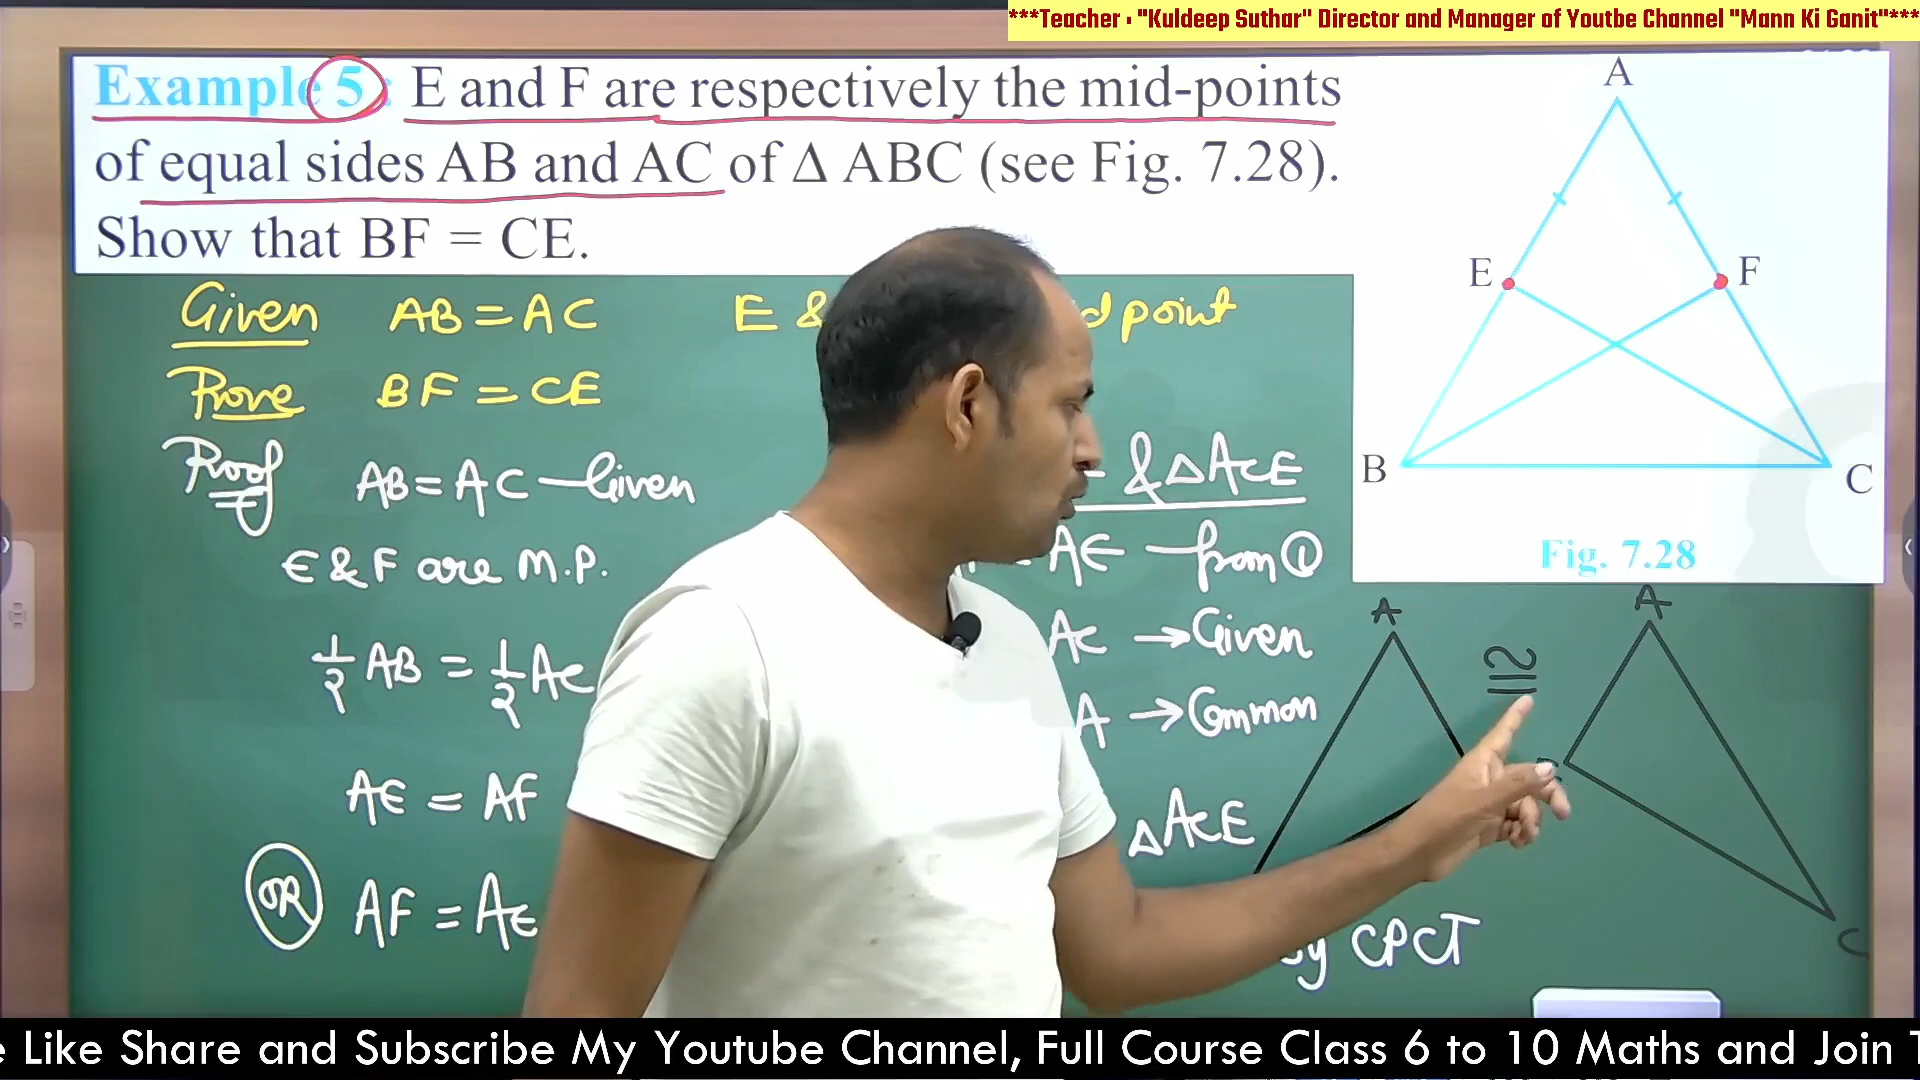 ***Teacher : "Kuldeep Suthar" Director and Manager of Youtbe Channel "Mann Ki Ganit"***
Example 5: E and F are respectively the mid-points
of equal sides AB and AC of Δ ABC (see Fig. 7.28).
Show that BF = CE.
A
E
F
B
C
Fig. 7.28
Given AB = AC E & point
Prove BF = CE
Proof AB = AC - Given
E & F are M.P.
1/2 AB = 1/2 AC
AE = AF
OR AF = AE
& ΔACE
AE - from ①
AC → Given
A → Common
ΔACE
by CPCT
A
≅
A
C
Like Share and Subscribe My Youtube Channel, Full Course Class 6 to 10 Maths and Join